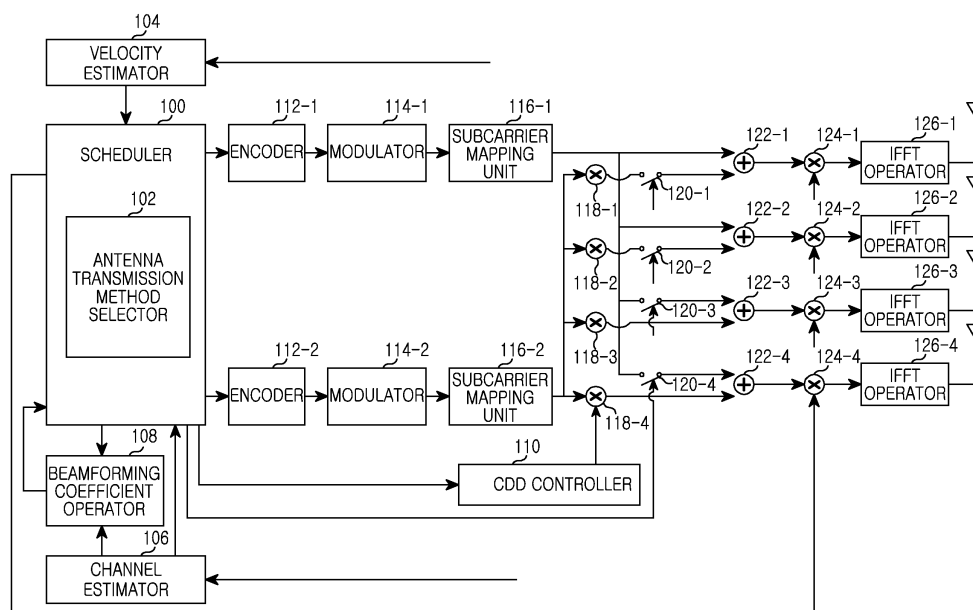 104
VELOCITY
ESTIMATOR
100
SCHEDULER
102
ANTENNA
TRANSMISSION
METHOD
SELECTOR
112-1
ENCODER
114-1
MODULATOR
116-1
SUBCARRIER
MAPPING
UNIT
118-1
120-1
122-1
124-1
126-1
IFFT
OPERATOR
118-2
120-2
122-2
124-2
126-2
IFFT
OPERATOR
118-3
120-3
122-3
124-3
126-3
IFFT
OPERATOR
112-2
ENCODER
114-2
MODULATOR
116-2
SUBCARRIER
MAPPING
UNIT
118-4
120-4
122-4
124-4
126-4
IFFT
OPERATOR
108
BEAMFORMING
COEFFICIENT
OPERATOR
110
CDD CONTROLLER
106
CHANNEL
ESTIMATOR